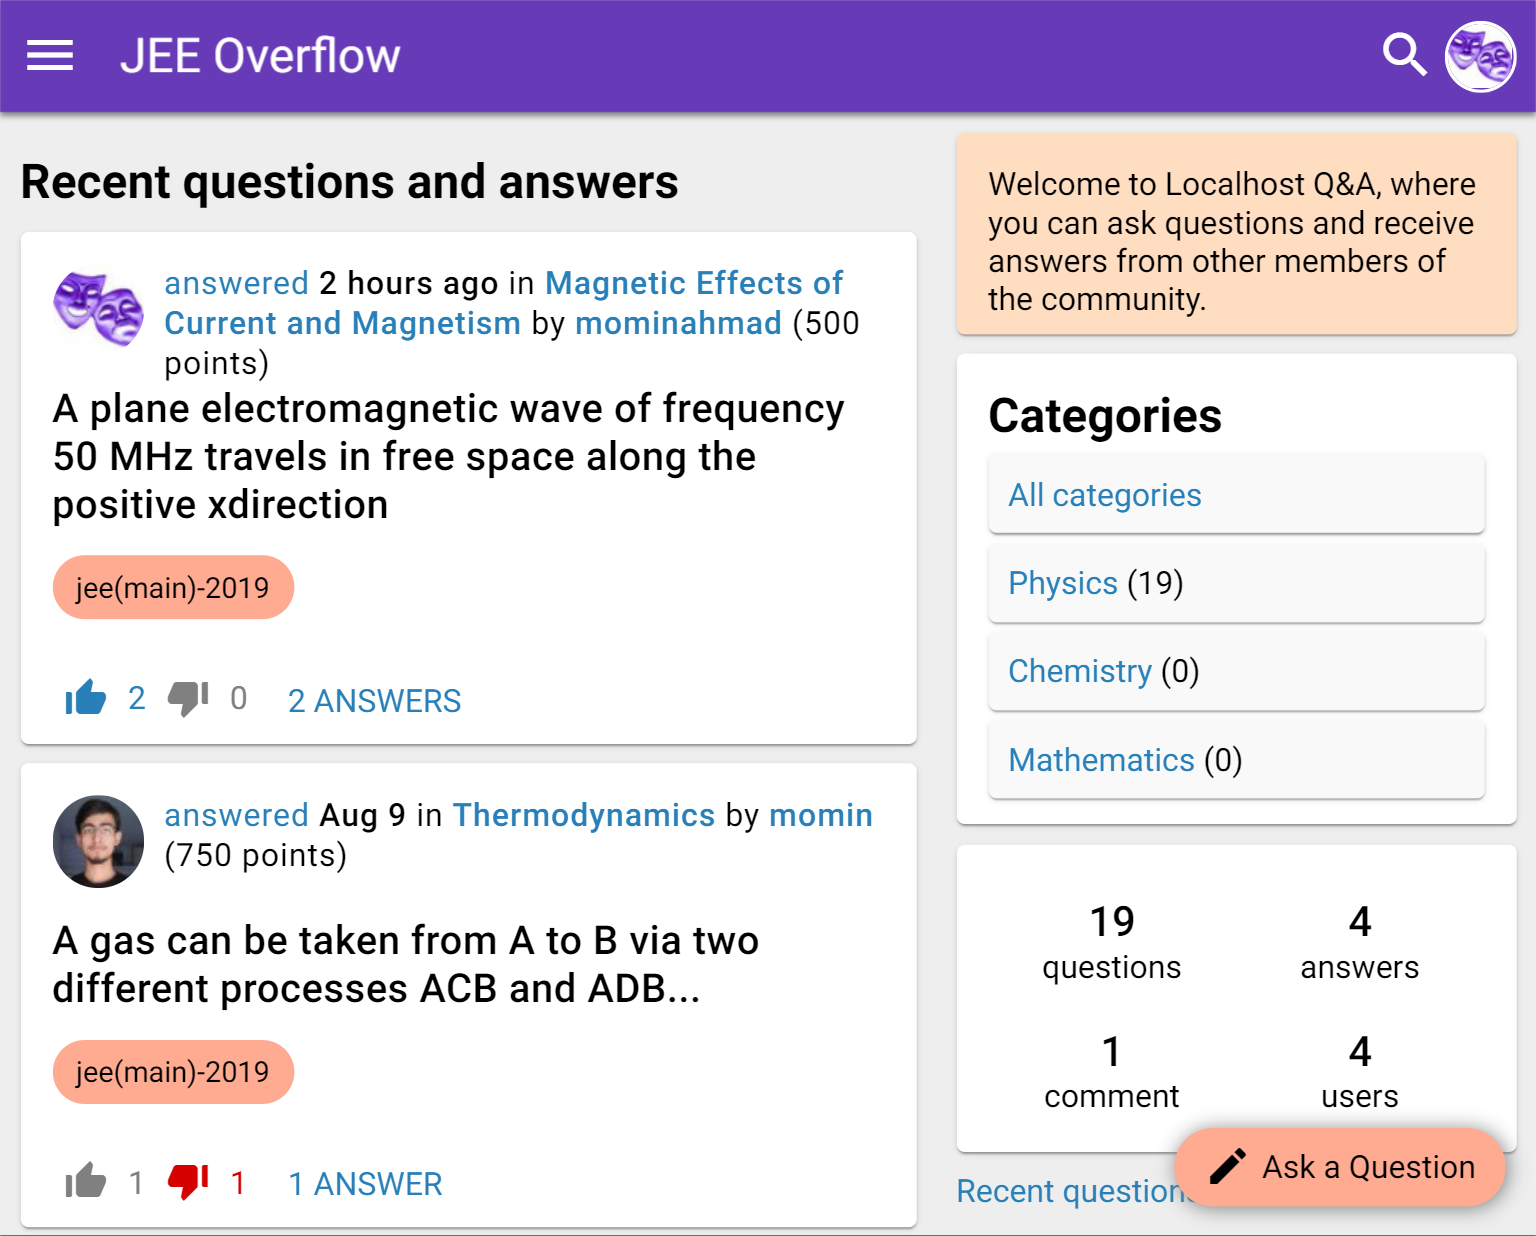 JEE Overflow
Recent questions and answers
answered 2 hours ago in Magnetic Effects of
Current and Magnetism by mominahmad (500
points)
A plane electromagnetic wave of frequency
50 MHz travels in free space along the
positive xdirection
jee(main)-2019
2 0 2 ANSWERS
answered Aug 9 in Thermodynamics by momin
(750 points)
A gas can be taken from A to B via two
different processes ACB and ADB...
jee(main)-2019
1 1 1 ANSWER
Welcome to Localhost Q&A, where
you can ask questions and receive
answers from other members of
the community.
Categories
All categories
Physics (19)
Chemistry (0)
Mathematics (0)
19 4
questions answers
1 4
comment users
Recent question
Ask a Question